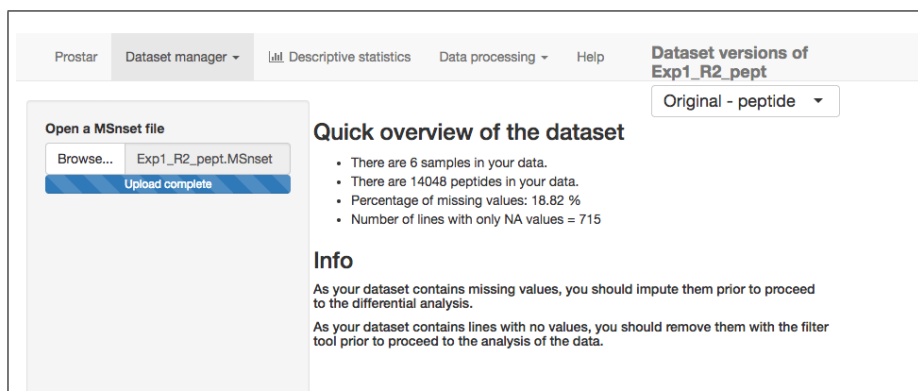 Prostar
Dataset manager
Descriptive statistics
Data processing
Help
Dataset versions of
Exp1_R2_pept
Original - peptide
Open a MSnset file
Browse... Exp1_R2_pept.MSnset
Upload complete
Quick overview of the dataset
• There are 6 samples in your data.
• There are 14048 peptides in your data.
• Percentage of missing values: 18.82 %
• Number of lines with only NA values = 715
Info
As your dataset contains missing values, you should impute them prior to proceed
to the differential analysis.
As your dataset contains lines with no values, you should remove them with the filter
tool prior to proceed to the analysis of the data.